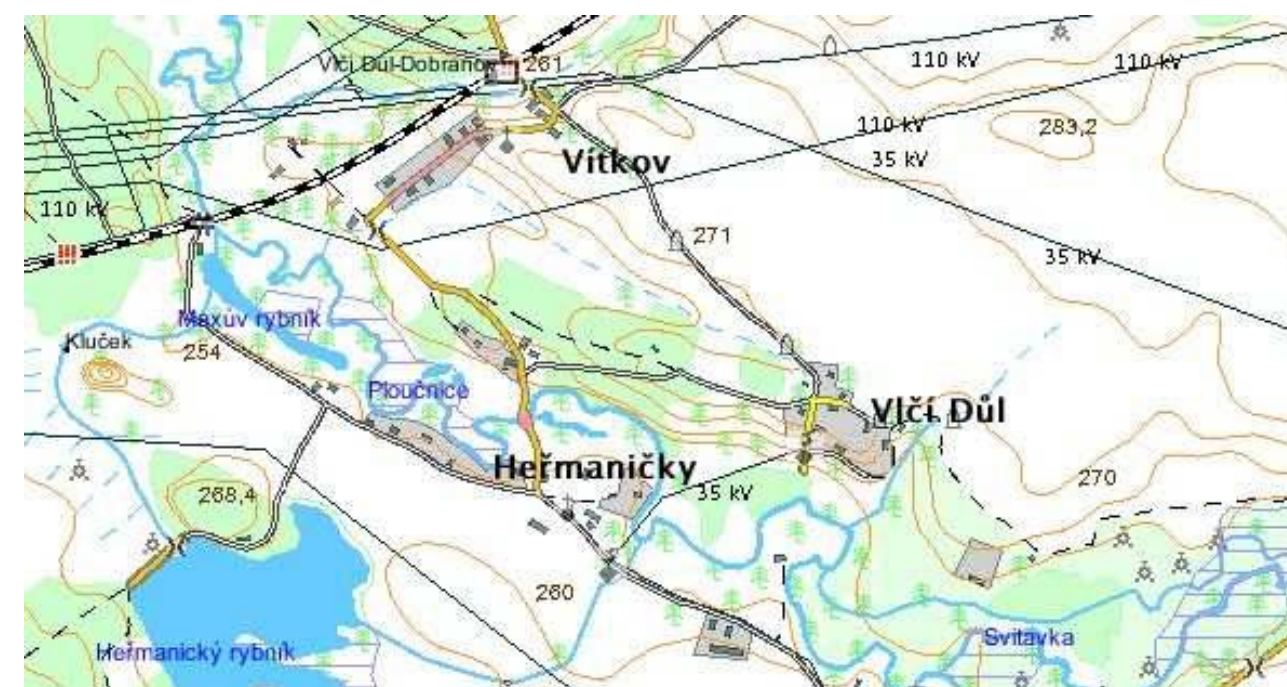 110 kV
110 kV
Vlčí Důl-Dobranov
261
110 kV
283,2
Vítkov
35 kV
110 kV
271
35 kV
Maxův rybník
Kluček
254
Ploučnice
Vlčí Důl
Heřmaničky
270
268,4
35 kV
260
Svitavka
Heřmanický rybník